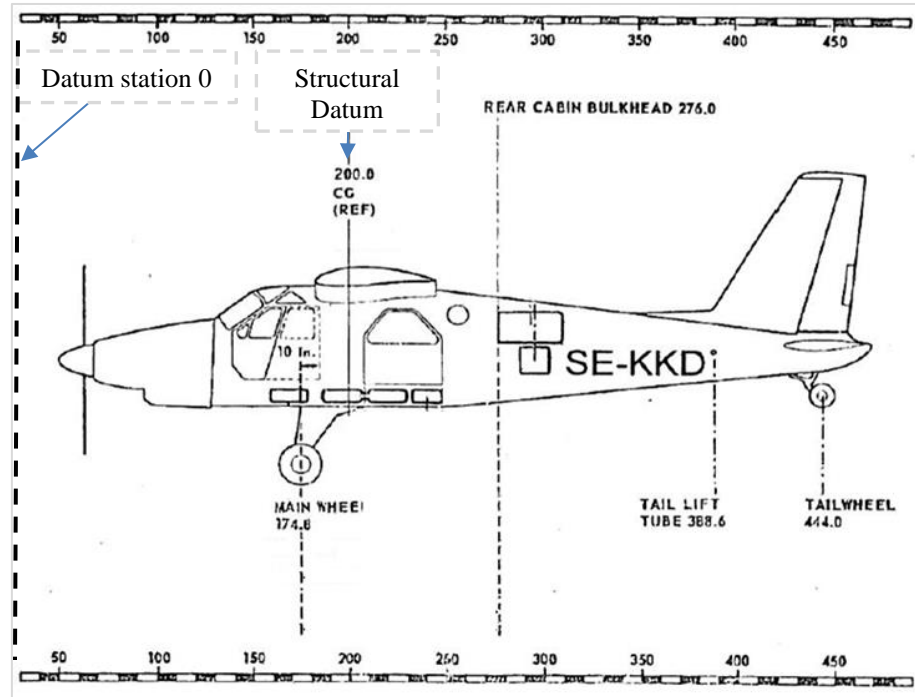 50 100 150 200 250 300 350 400 450
Datum station 0
Structural
Datum
REAR CABIN BULKHEAD 276.0
200.0
CG
(REF)
10 In.
SE-KKD
MAIN WHEEL
174.8
TAIL LIFT
TUBE 388.6
TAILWHEEL
444.0
50 100 150 200 250 300 350 400 450